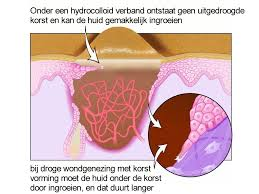 Onder een hydrocolloid verband ontstaat geen uitgedroogde
korst en kan de huid gemakkelijk ingroeien
bij droge wondgenezing met korst
vorming moet de huid onder de korst
door ingroeien, en dat duurt langer